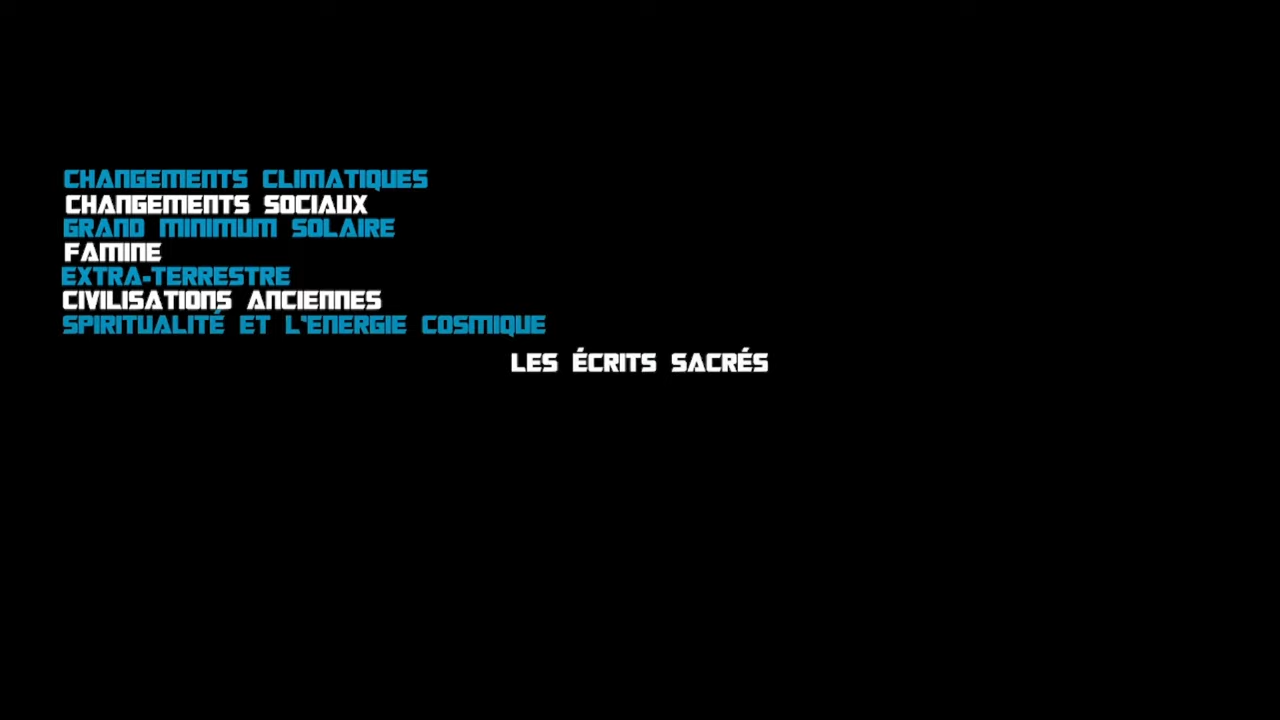 CHANGEMENTS CLIMATIQUES
CHANGEMENTS SOCIAUX
GRAND MINIMUM SOLAIRE
FAMINE
EXTRA-TERRESTRE
CIVILISATIONS ANCIENNES
SPIRITUALITÉ ET L'ENERGIE COSMIQUE
LES ÉCRITS SACRÉS